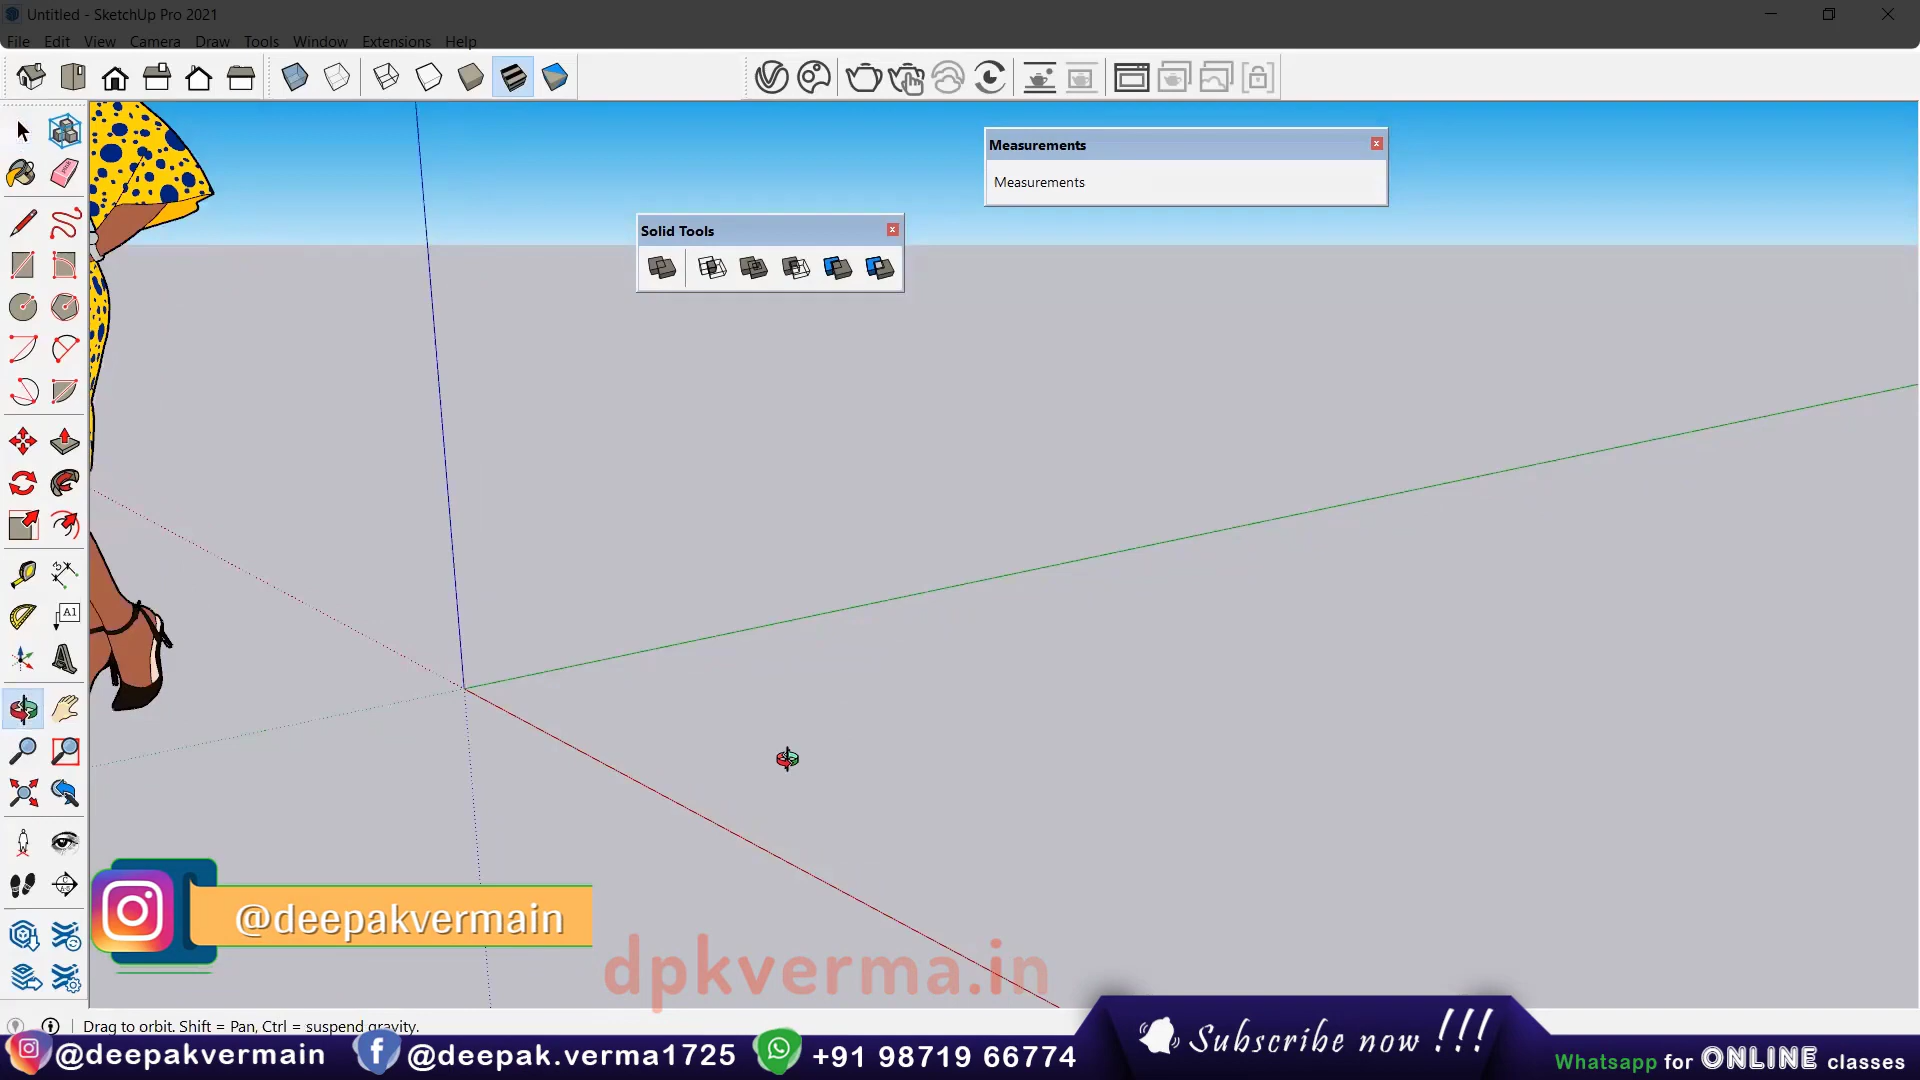 Untitled - SketchUp Pro 2021
File Edit View Camera Draw Tools Window Extensions Help
Measurements
Measurements
Solid Tools
A1
@deepakvermain
dpkverma.in
Drag to orbit. Shift = Pan, Ctrl = suspend gravity.
@deepakvermain @deepak.verma1725 +91 98719 66774
Subscribe now !!!
Whatsapp for ONLINE classes